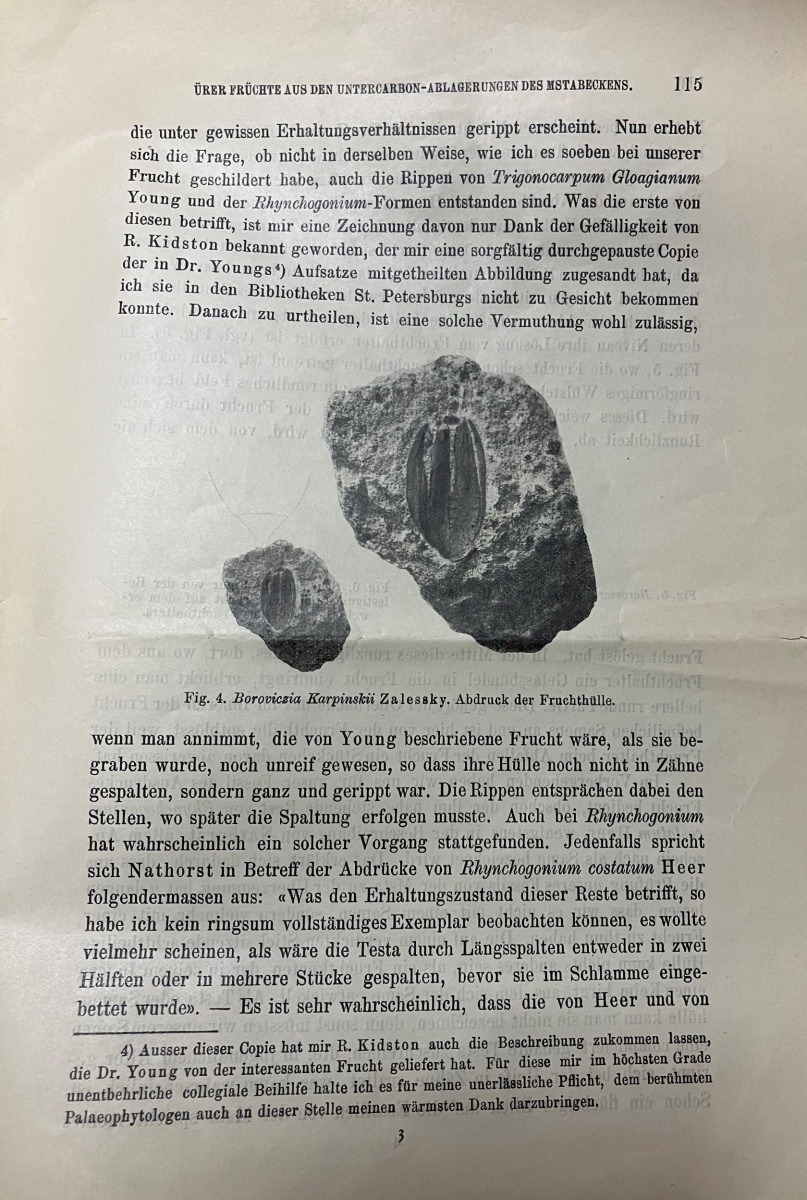 ÜRER FRÜCHTE AUS DEN UNTERCARBON-ABLAGERUNGEN DES MSTABECKENS. 115
die unter gewissen Erhaltungsverhältnissen gerippt erscheint. Nun erhebt
sich die Frage, ob nicht in derselben Weise, wie ich es soeben bei unserer
Frucht geschildert habe, auch die Rippen von Trigonocarpum Gloagianum
Young und der Rhynchogonium-Formen entstanden sind. Was die erste von
diesen betrifft, ist mir eine Zeichnung davon nur Dank der Gefälligkeit von
R. Kidston bekannt geworden, der mir eine sorgfältig durchgepauste Copie
der in Dr. Youngs⁴) Aufsatze mitgetheilten Abbildung zugesandt hat, da
ich sie in den Bibliotheken St. Petersburgs nicht zu Gesicht bekommen
konnte. Danach zu urtheilen, ist eine solche Vermuthung wohl zulässig,
Fig. 4. Boroviczia Karpinskii Zalessky. Abdruck der Fruchthülle.
wenn man annimmt, die von Young beschriebene Frucht wäre, als sie be-
graben wurde, noch unreif gewesen, so dass ihre Hülle noch nicht in Zähne
gespalten, sondern ganz und gerippt war. Die Rippen entsprächen dabei den
Stellen, wo später die Spaltung erfolgen musste. Auch bei Rhynchogonium
hat wahrscheinlich ein solcher Vorgang stattgefunden. Jedenfalls spricht
sich Nathorst in Betreff der Abdrücke von Rhynchogonium costatum Heer
folgendermassen aus: «Was den Erhaltungszustand dieser Reste betrifft, so
habe ich kein ringsum vollständiges Exemplar beobachten können, es wollte
vielmehr scheinen, als wäre die Testa durch Längsspalten entweder in zwei
Hälften oder in mehrere Stücke gespalten, bevor sie im Schlamme einge-
bettet wurde». — Es ist sehr wahrscheinlich, dass die von Heer und von
4) Ausser dieser Copie hat mir R. Kidston auch die Beschreibung zukommen lassen,
die Dr. Young von der interessanten Frucht geliefert hat. Für diese mir im höchsten Grade
unentbehrliche collegiale Beihilfe halte ich es für meine unerlässliche Pflicht, dem berühmten
Palaeophytologen auch an dieser Stelle meinen wärmsten Dank darzubringen.
3